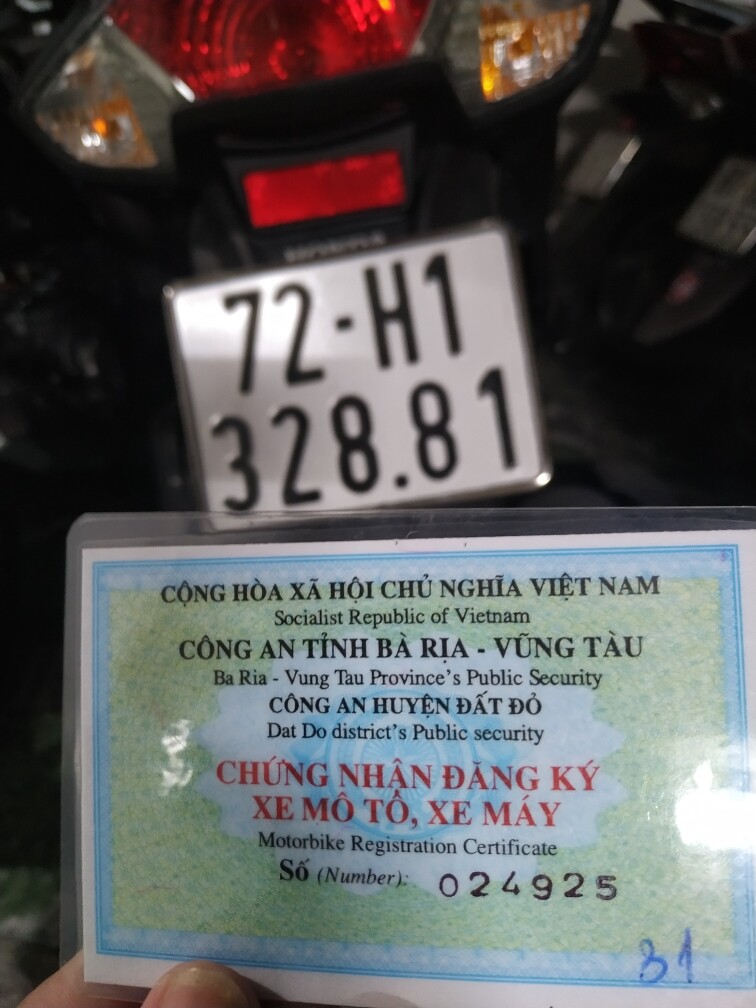 72-H1
328.81
CỘNG HÒA XÃ HỘI CHỦ NGHĨA VIỆT NAM
Socialist Republic of Vietnam
CÔNG AN TỈNH BÀ RỊA - VŨNG TÀU
Ba Ria - Vung Tau Province's Public Security
CÔNG AN HUYỆN ĐẤT ĐỎ
Dat Do district's Public security
CHỨNG NHẬN ĐĂNG KÝ
XE MÔ TÔ, XE MÁY
Motorbike Registration Certificate
Số (Number): 024925
31